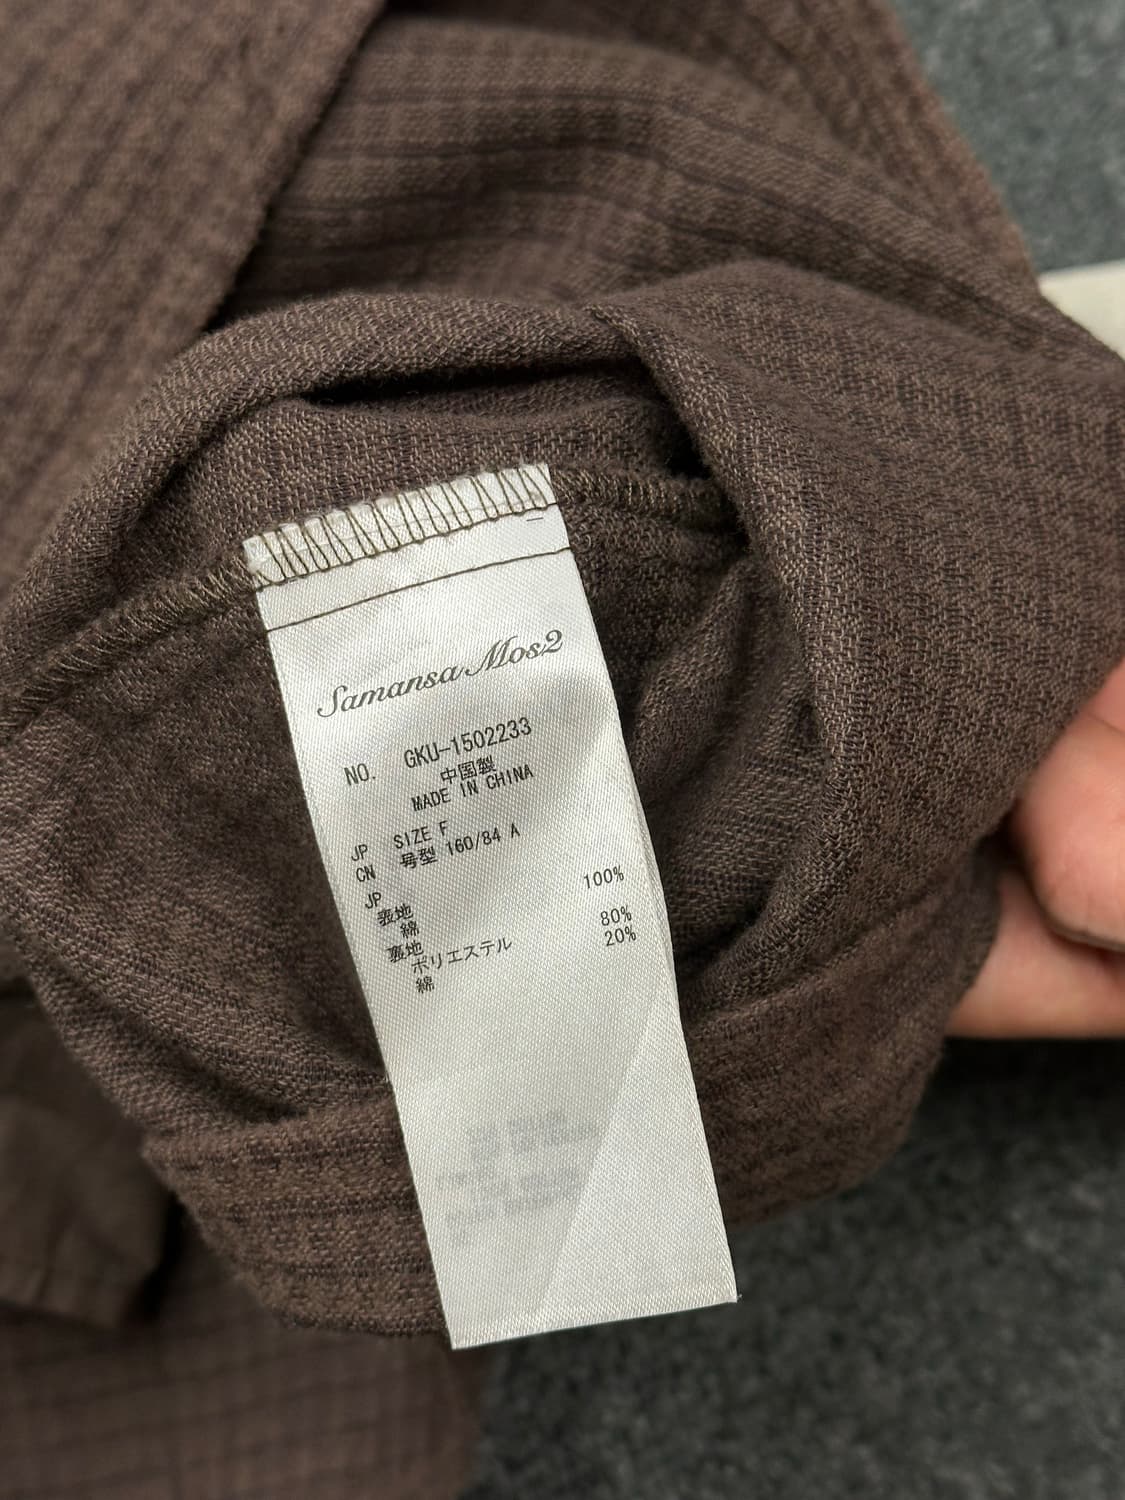 Samansa Mos2
NO. GKU-1502233
中国製
MADE IN CHINA
JP SIZE F
CN 号型 160/84 A
JP
表地
綿 100%
裏地
ポリエステル 80%
綿 20%